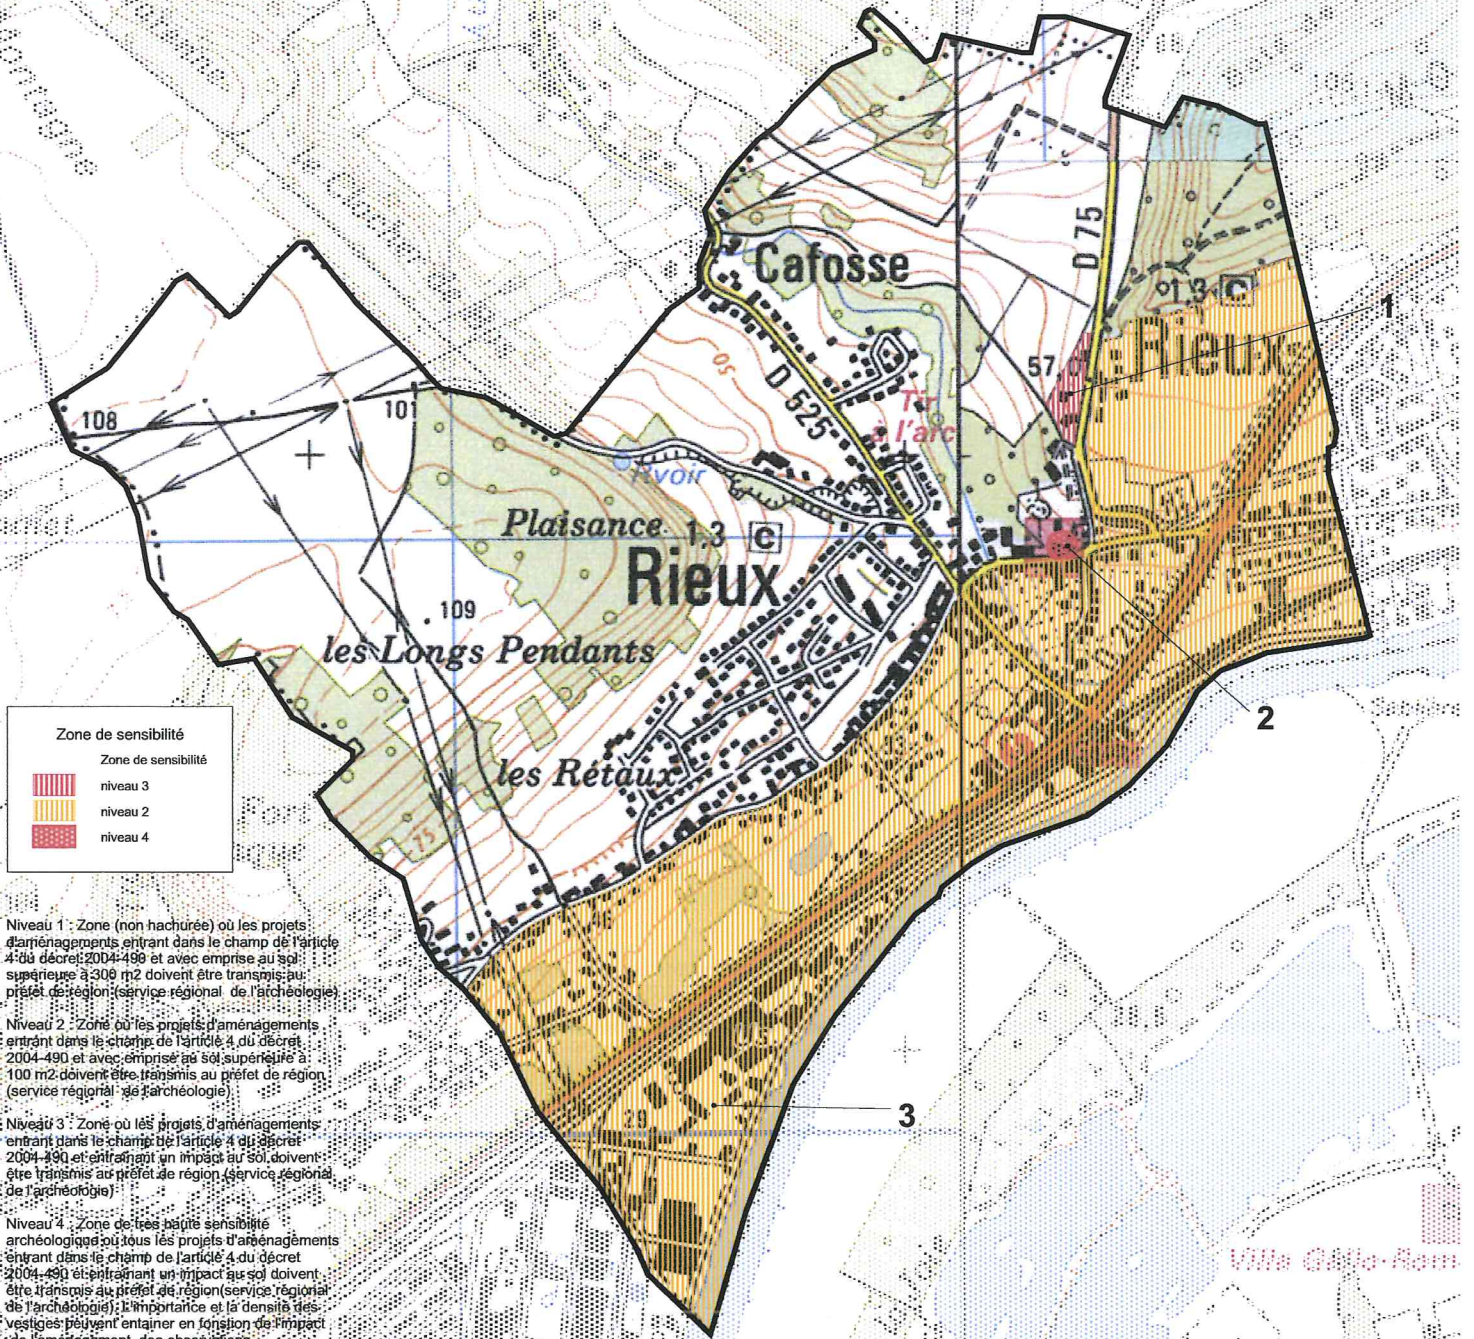 Cafosse
D 75
1.3 C
Rieux
1
57,0
D 525
50
Tir
à l'arc
108
101
rvoir
Plaisance 1.3 C
Rieux
109
les Longs Pendants
D 1201
2
les Rétaux
75
Zone de sensibilité
Zone de sensibilité
niveau 3
niveau 2
niveau 4
Niveau 1 : Zone (non hachurée) où les projets
d'aménagements entrant dans le champ de l'article
4 du décret 2004-490 et avec emprise au sol
supérieure à 300 m2 doivent être transmis au
préfet de région (service régional de l'archéologie)
Niveau 2 : Zone où les projets d'aménagements
entrant dans le champ de l'article 4 du décret
2004-490 et avec emprise au sol supérieure à
100 m2 doivent être transmis au préfet de région
(service régional de l'archéologie)
Niveau 3 : Zone où les projets d'aménagements
entrant dans le champ de l'article 4 du décret
2004-490 et entraînant un impact au sol doivent
être transmis au préfet de région (service régional
de l'archéologie)
Niveau 4 : Zone de très haute sensibilité
archéologique où tous les projets d'aménagements
entrant dans le champ de l'article 4 du décret
2004-490 et entraînant un impact au sol doivent
être transmis au préfet de région(service régional
de l'archéologie). L'importance et la densité des
vestiges peuvent entainer en fonstion de l'impact
3
29
Villa Gallo-Rom